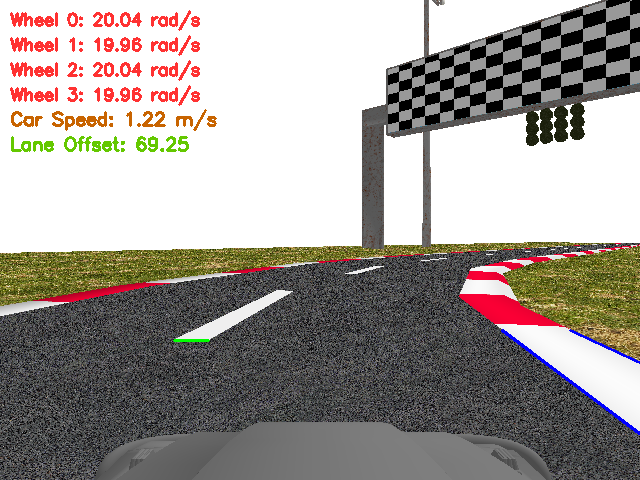 Wheel 0: 20.04 rad/s
Wheel 1: 19.96 rad/s
Wheel 2: 20.04 rad/s
Wheel 3: 19.96 rad/s
Car Speed: 1.22 m/s
Lane Offset: 69.25